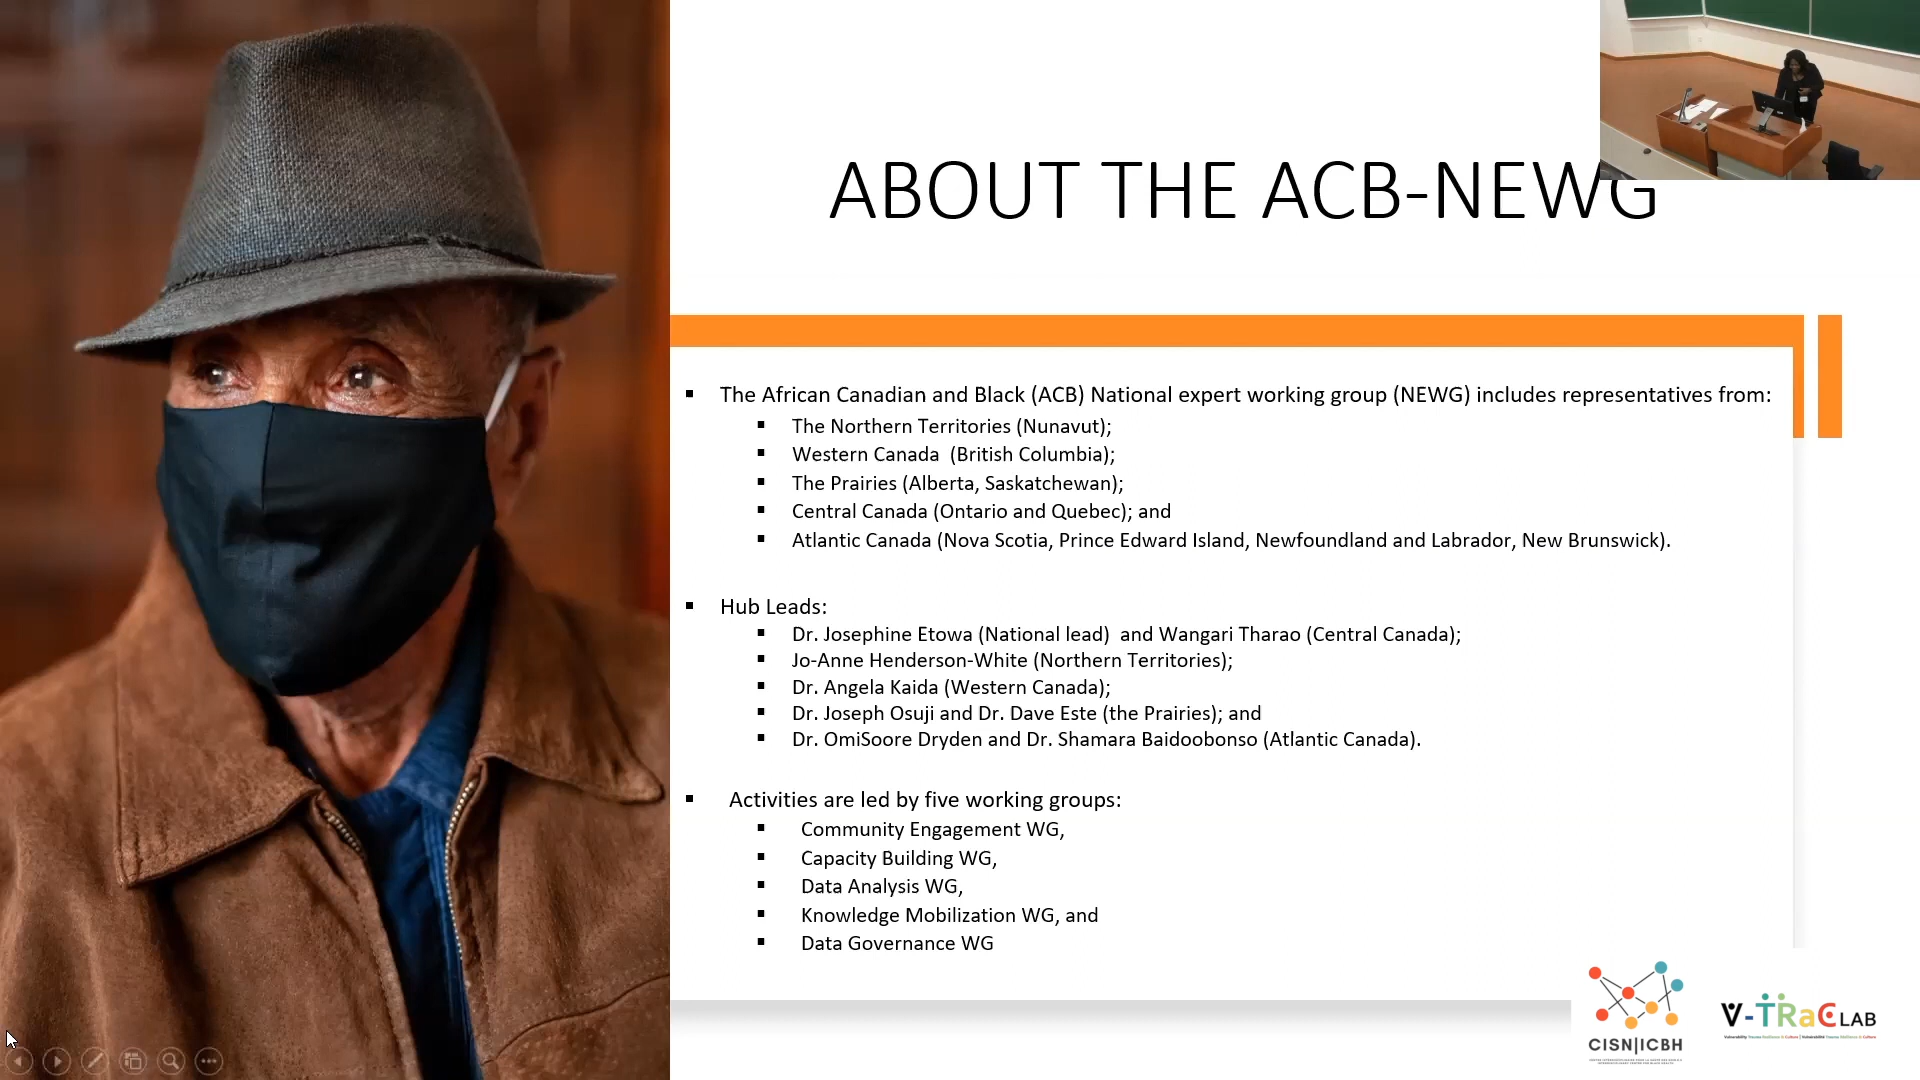 ABOUT THE ACB-NEWG
The African Canadian and Black (ACB) National expert working group (NEWG) includes representatives from:
The Northern Territories (Nunavut);
Western Canada (British Columbia);
The Prairies (Alberta, Saskatchewan);
Central Canada (Ontario and Quebec); and
Atlantic Canada (Nova Scotia, Prince Edward Island, Newfoundland and Labrador, New Brunswick).
Hub Leads:
Dr. Josephine Etowa (National lead) and Wangari Tharao (Central Canada);
Jo-Anne Henderson-White (Northern Territories);
Dr. Angela Kaida (Western Canada);
Dr. Joseph Osuji and Dr. Dave Este (the Prairies); and
Dr. OmiSoore Dryden and Dr. Shamara Baidoobonso (Atlantic Canada).
Activities are led by five working groups:
Community Engagement WG,
Capacity Building WG,
Data Analysis WG,
Knowledge Mobilization WG, and
Data Governance WG
CISN|ICBH
V-TRaC LAB